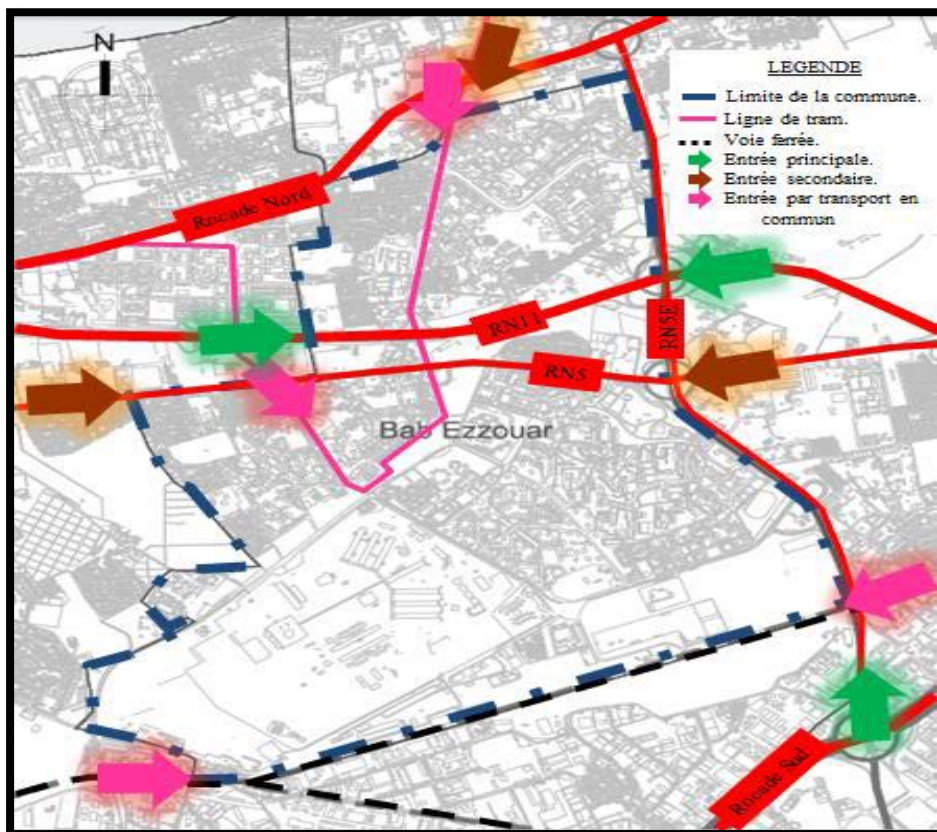 N
LEGENDE
Limite de la commune.
Ligne de tram.
Voie ferrée.
Entrée principale.
Entrée secondaire.
Entrée par transport en
commun
Rocade Nord
RN11
RN5E
RN5
Bab Ezzouar
Rocade Sud